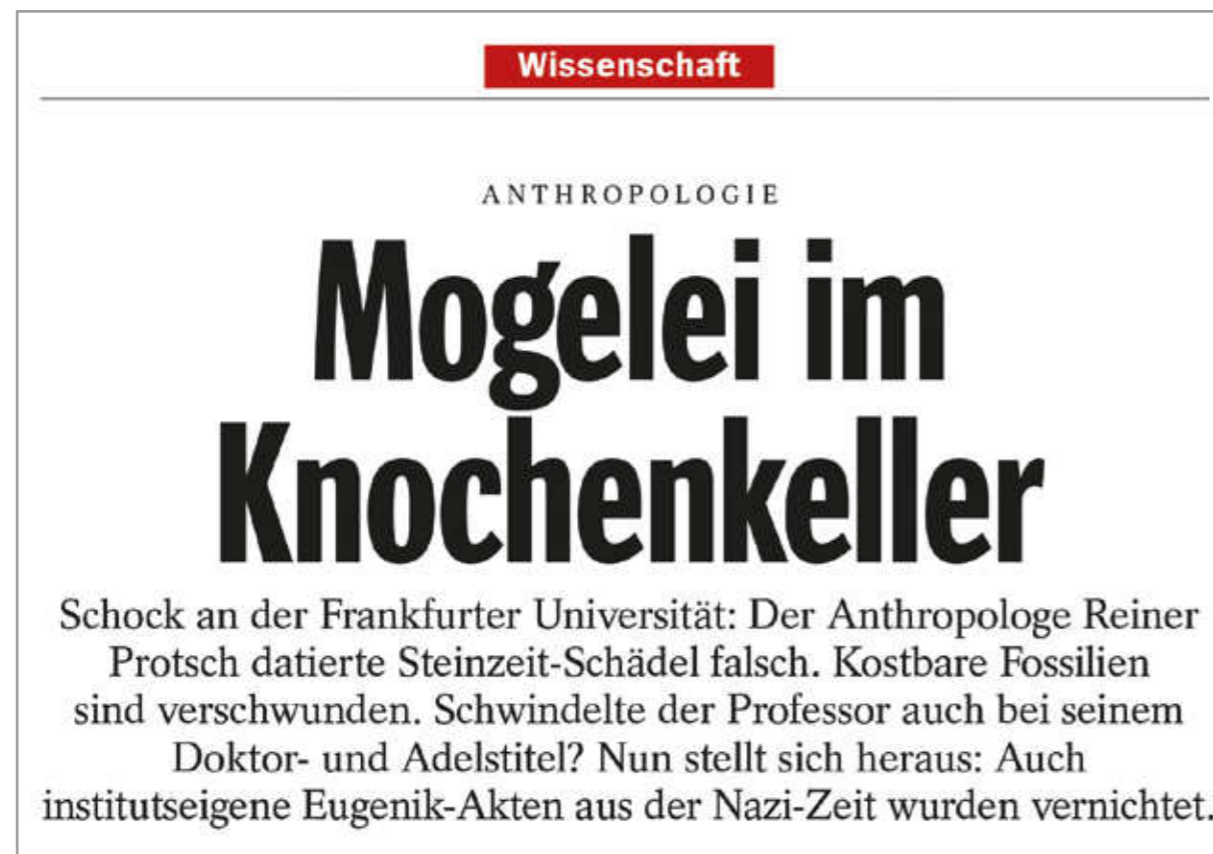 Wissenschaft
ANTHROPOLOGIE
Mogelei im
Knochenkeller
Schock an der Frankfurter Universität: Der Anthropologe Reiner
Protsch datierte Steinzeit-Schädel falsch. Kostbare Fossilien
sind verschwunden. Schwindelte der Professor auch bei seinem
Doktor- und Adelstitel? Nun stellt sich heraus: Auch
institutseigene Eugenik-Akten aus der Nazi-Zeit wurden vernichtet.